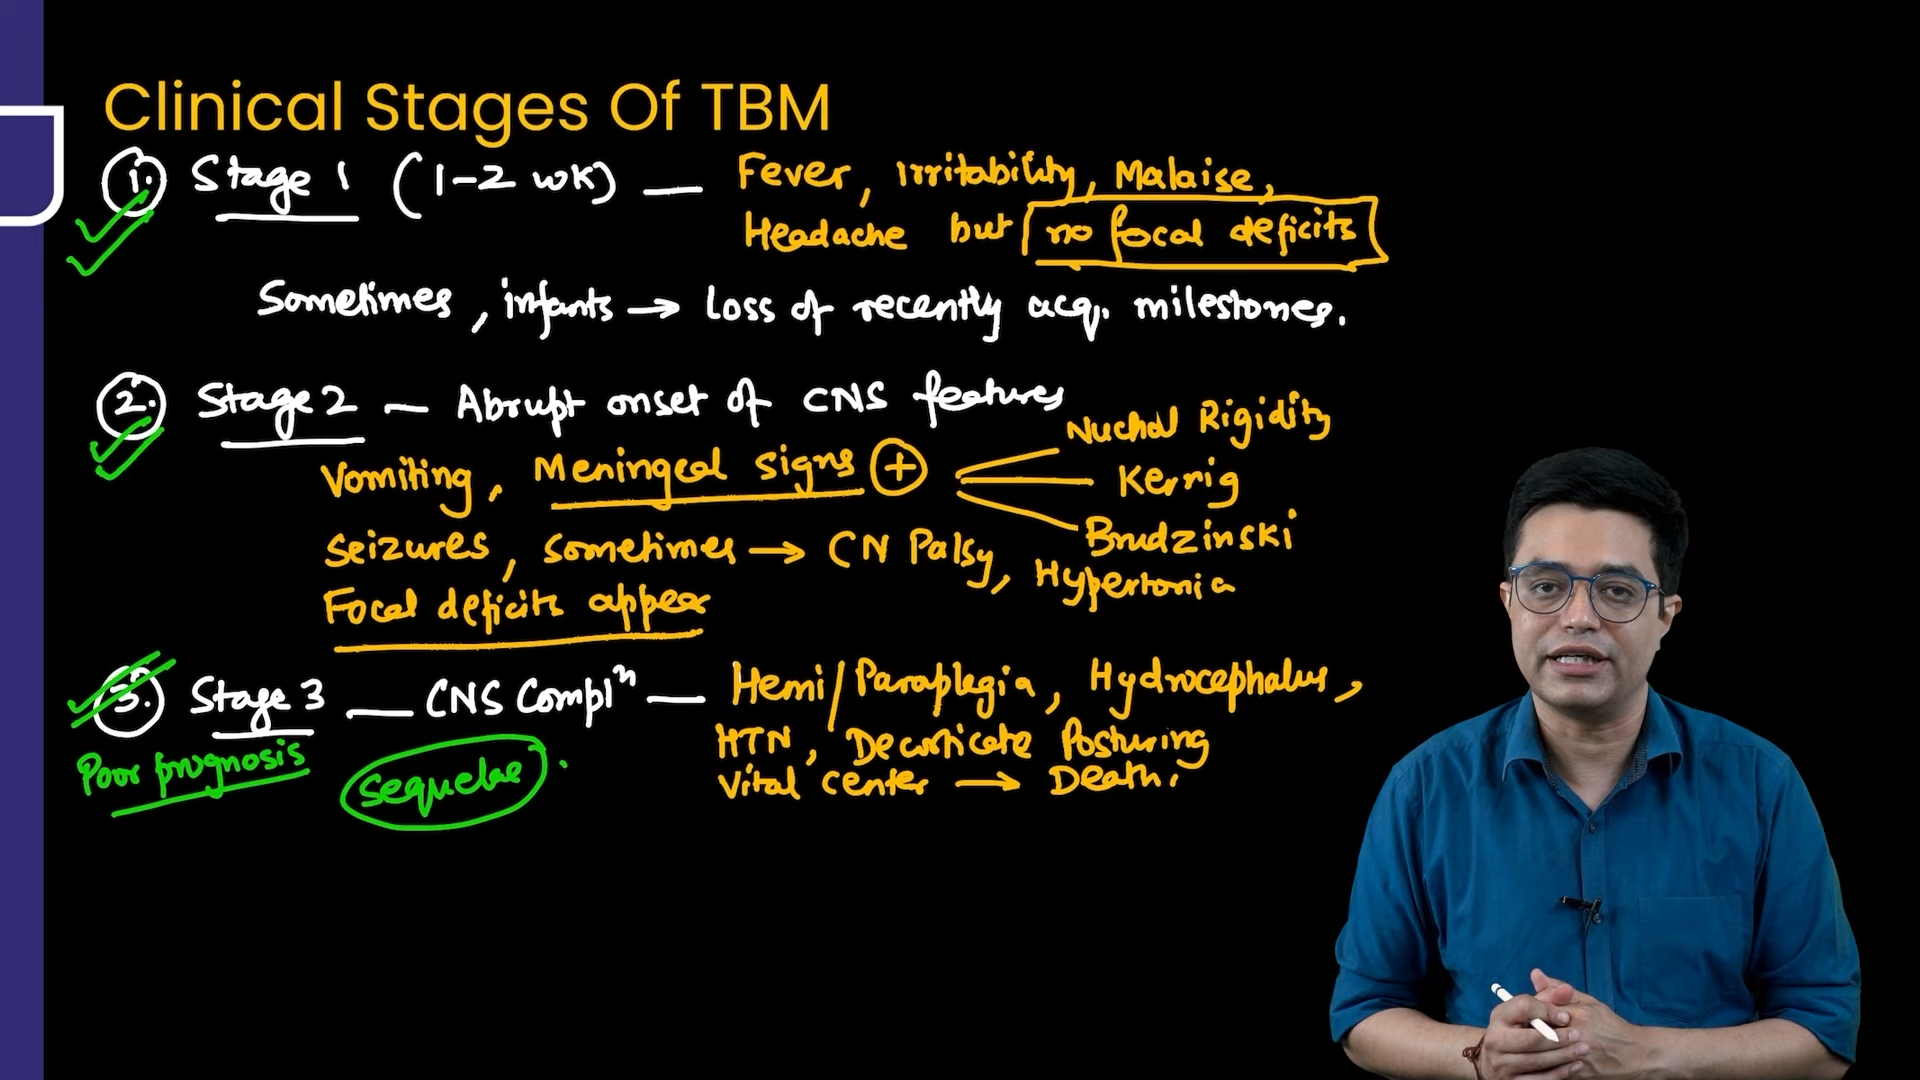 Clinical Stages Of TBM
1. Stage 1 (1-2 wk) — Fever, Irritability, Malaise,
Headache but no focal deficits
Sometimes, infants → Loss of recently acq. milestones.
2. Stage 2 — Abrupt onset of CNS features
Vomiting, Meningeal signs +
Nuchal Rigidity
Kernig
Brudzinski
Seizures, sometimes → CN Palsy, Hypertonia
Focal deficits appear
3. Stage 3 — CNS Compl^n — Hemi/Paraplegia, Hydrocephalus,
HTN, Decorticate Posturing
Vital center → Death.
Poor prognosis
sequelae.